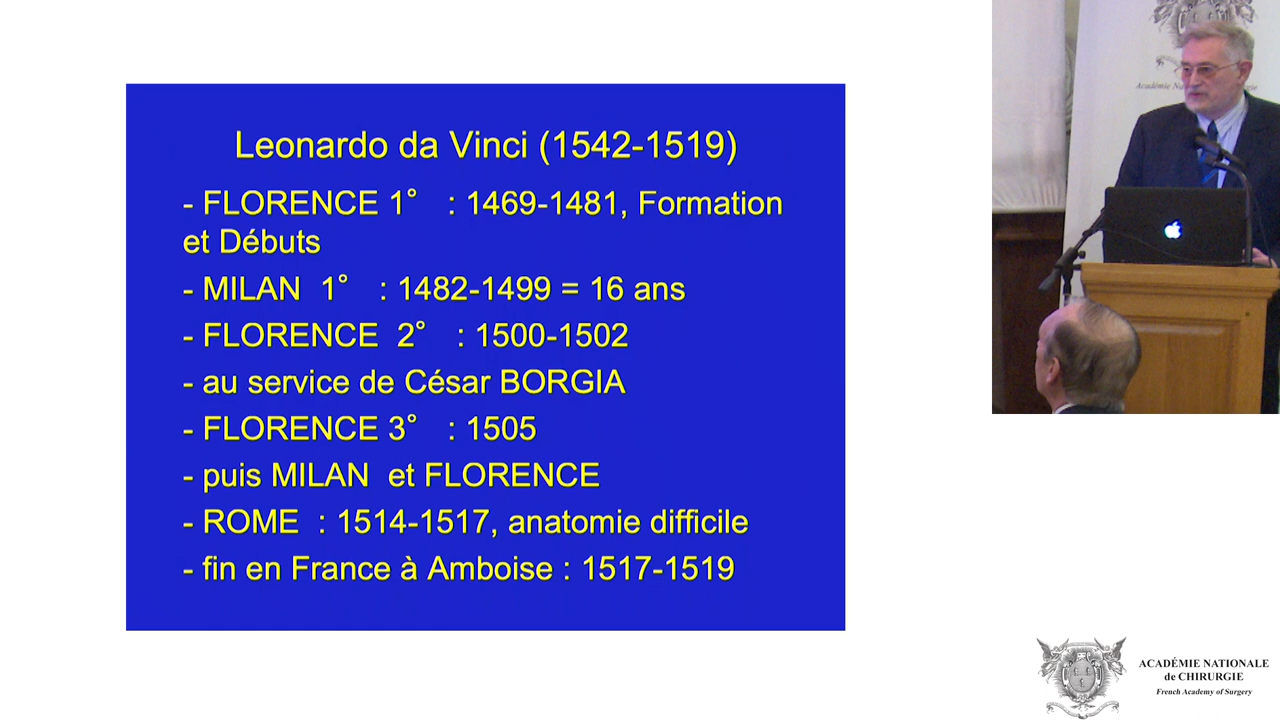 Leonardo da Vinci (1542-1519)
- FLORENCE 1° : 1469-1481, Formation
et Débuts
- MILAN 1° : 1482-1499 = 16 ans
- FLORENCE 2° : 1500-1502
- au service de César BORGIA
- FLORENCE 3° : 1505
- puis MILAN et FLORENCE
- ROME : 1514-1517, anatomie difficile
- fin en France à Amboise : 1517-1519
Académie
ACADÉMIE NATIONALE
de CHIRURGIE
French Academy of Surgery